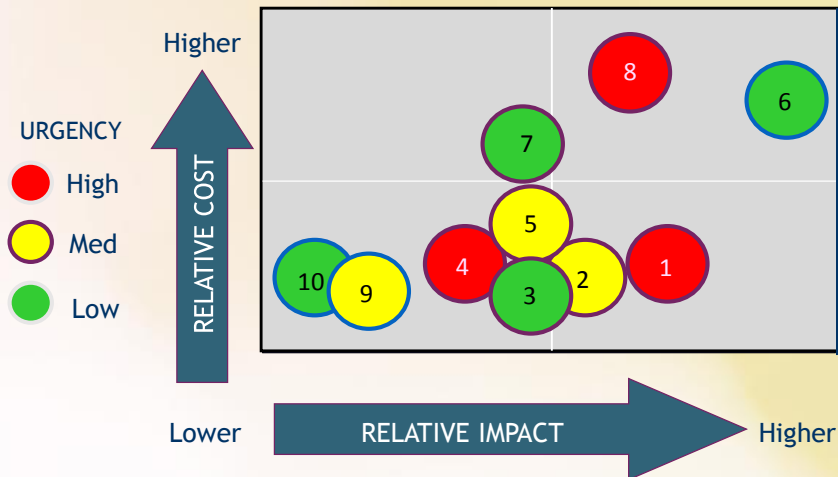 Higher
URGENCY
High
Med
Low
RELATIVE COST
8
6
7
5
4
1
10
9
3
2
Lower
RELATIVE IMPACT
Higher